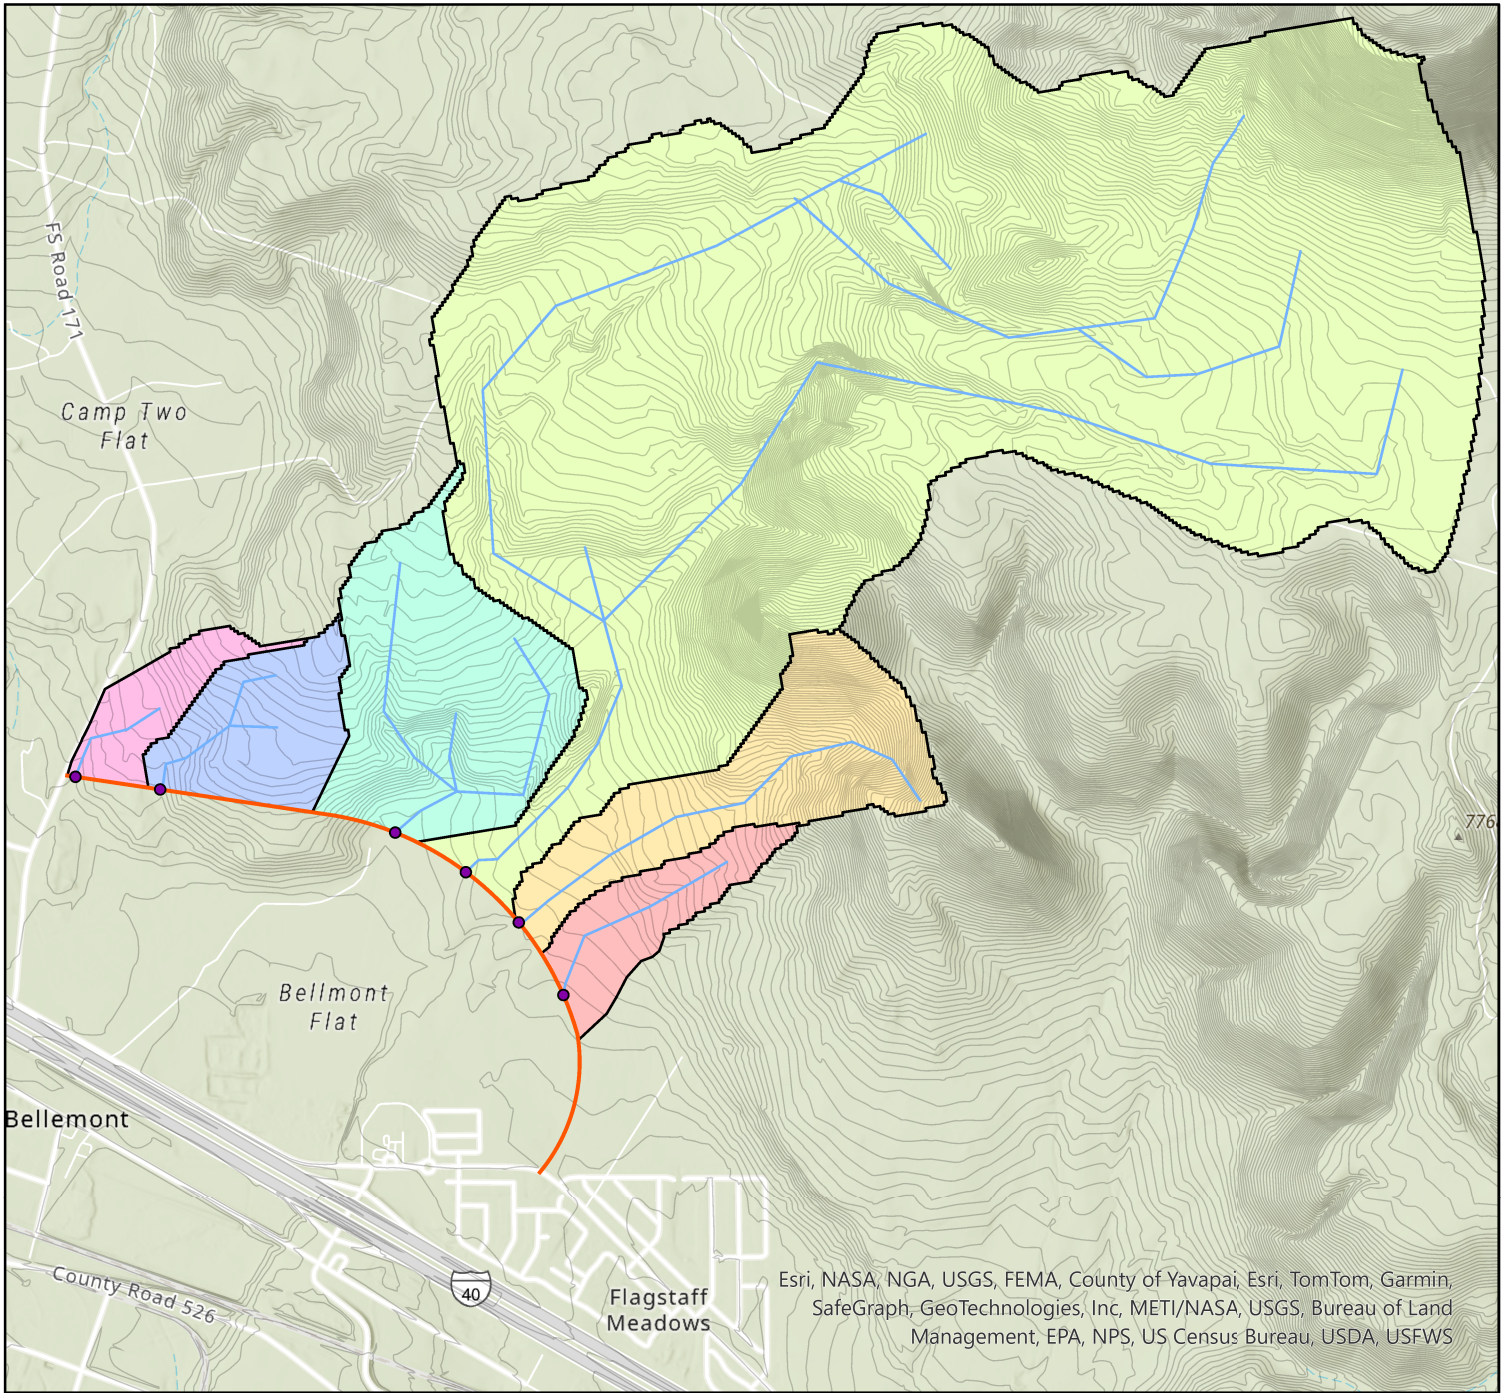 FS Road 171
Camp Two
Flat
776
Bellmont
Flat
Bellemont
County Road 526
40
Flagstaff
Meadows
Esri, NASA, NGA, USGS, FEMA, County of Yavapai, Esri, TomTom, Garmin,
SafeGraph, GeoTechnologies, Inc, METI/NASA, USGS, Bureau of Land
Management, EPA, NPS, US Census Bureau, USDA, USFWS